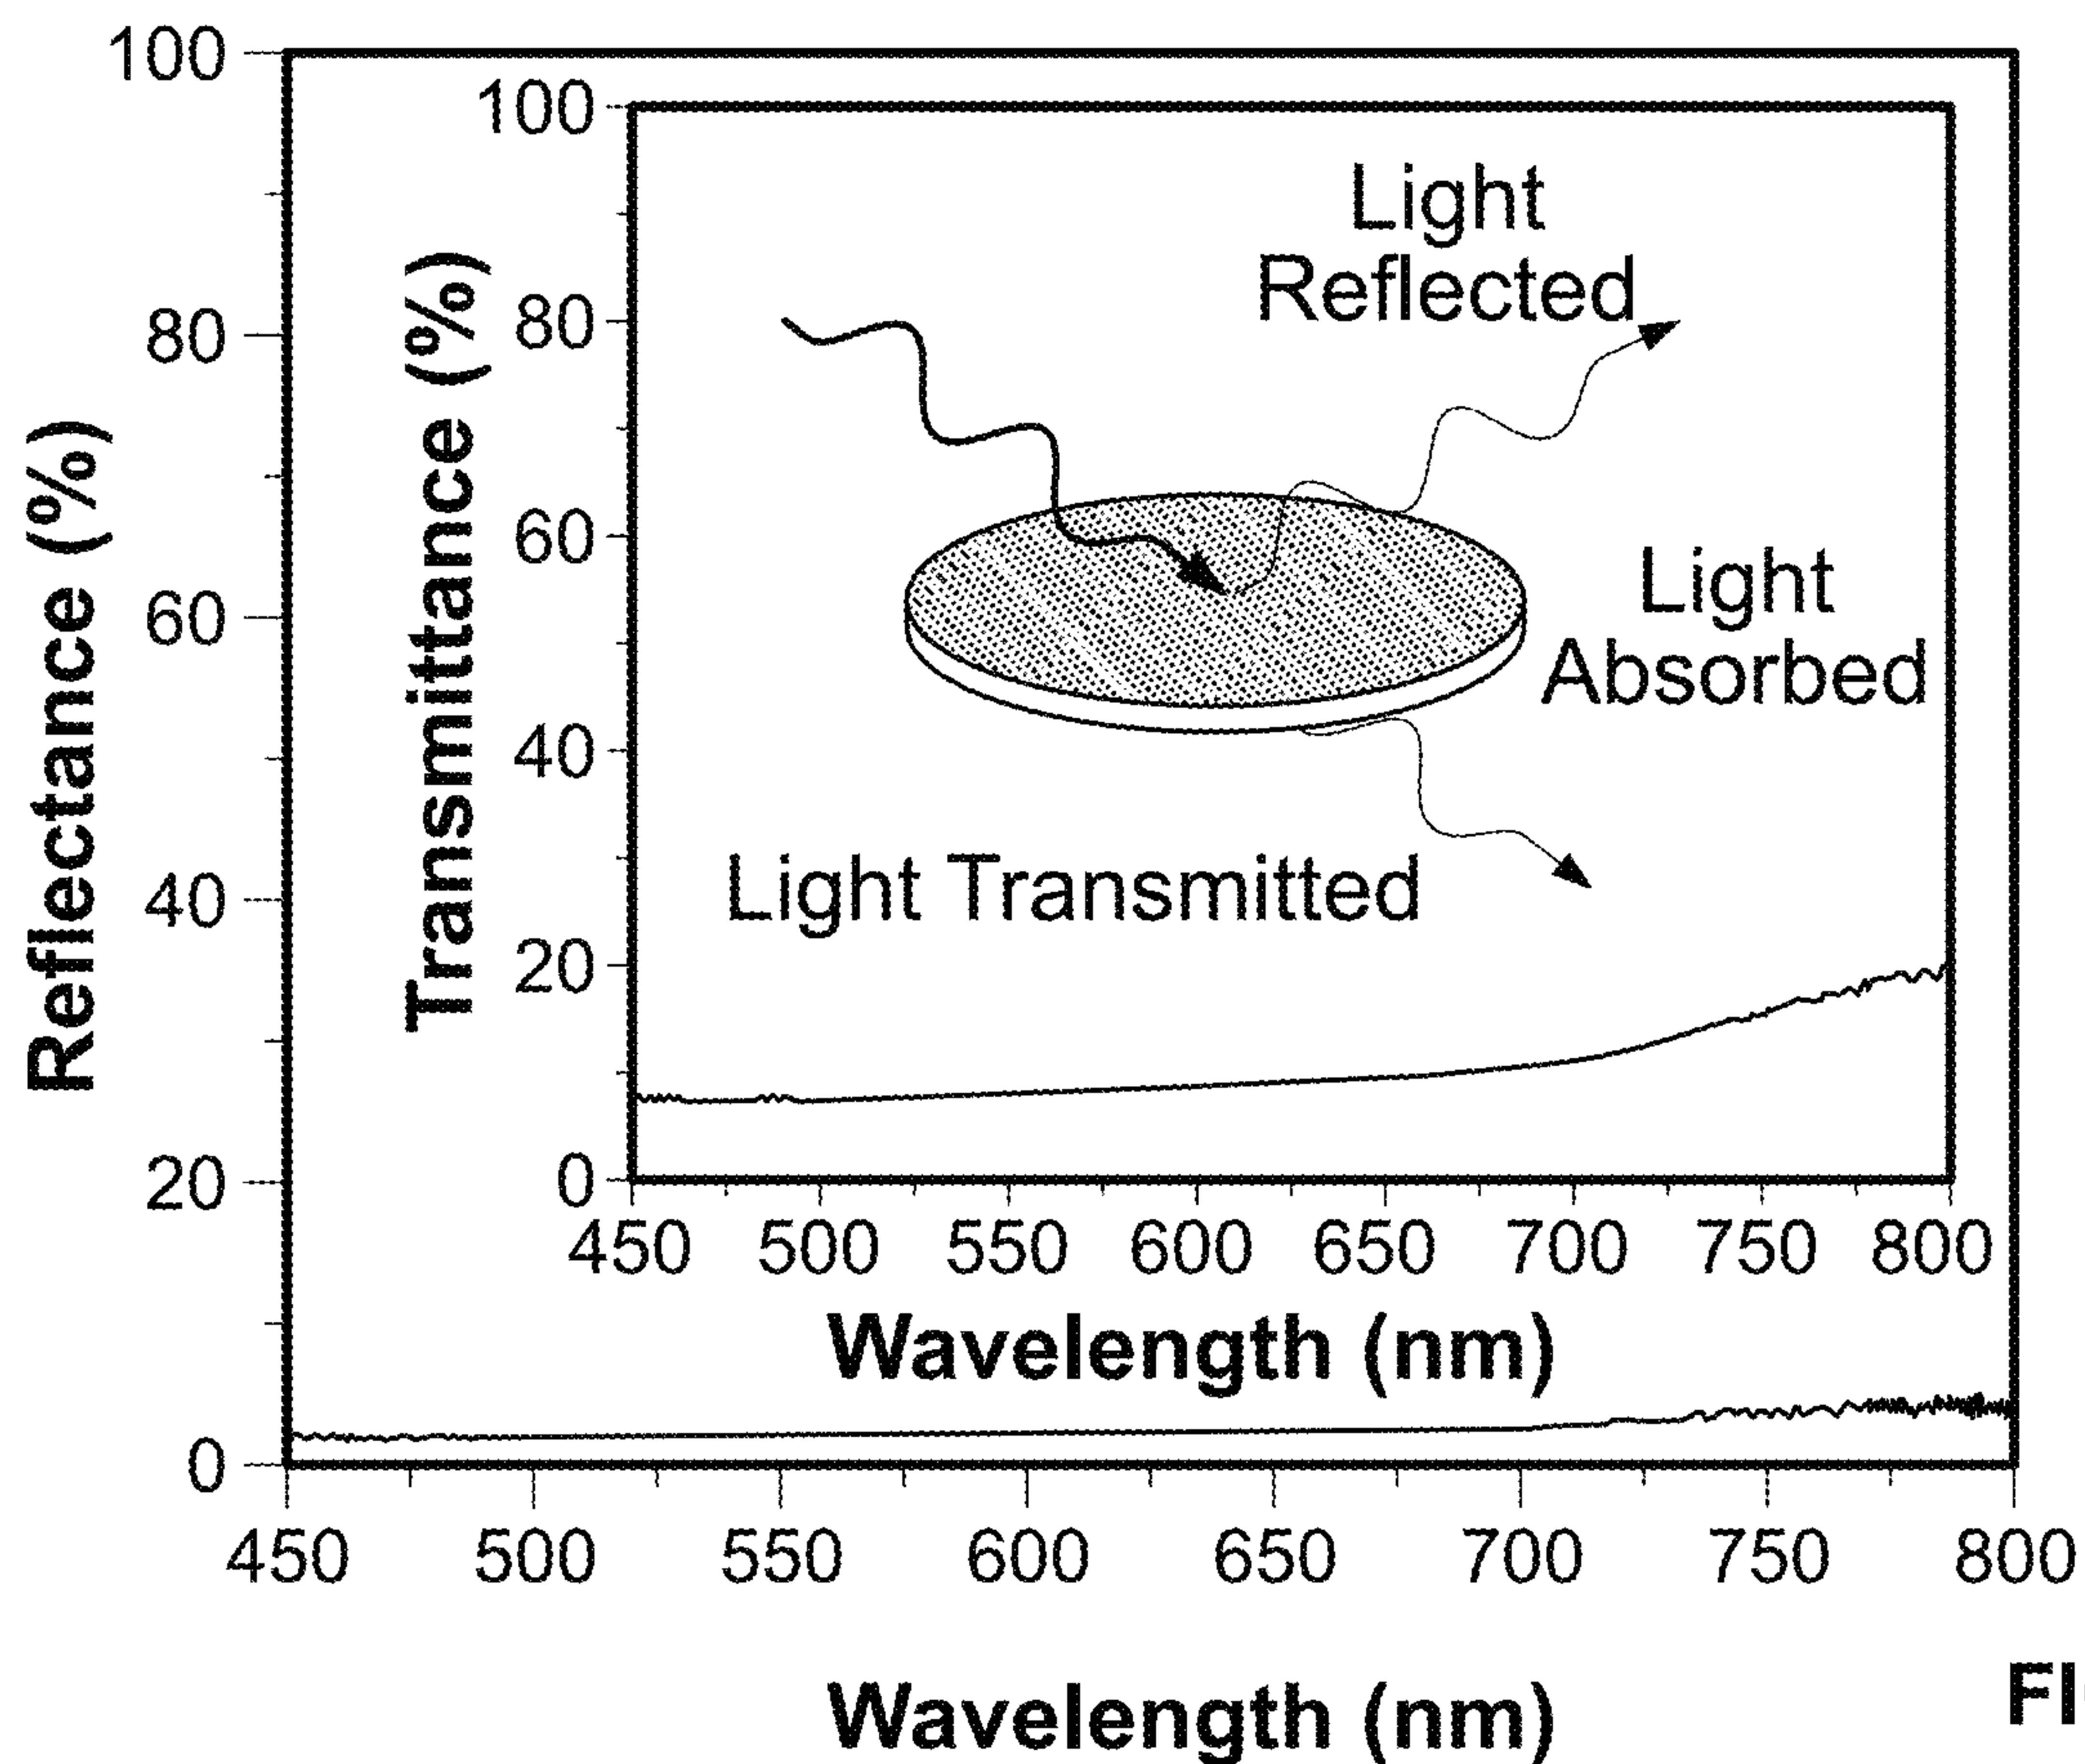 Reflectance (%)
100
80
60
40
20
0
Transmittance (%)
100
80
60
40
20
0
Light
Reflected
Light
Absorbed
Light Transmitted
450 500 550 600 650 700 750 800
Wavelength (nm)
450 500 550 600 650 700 750 800
Wavelength (nm)
FI